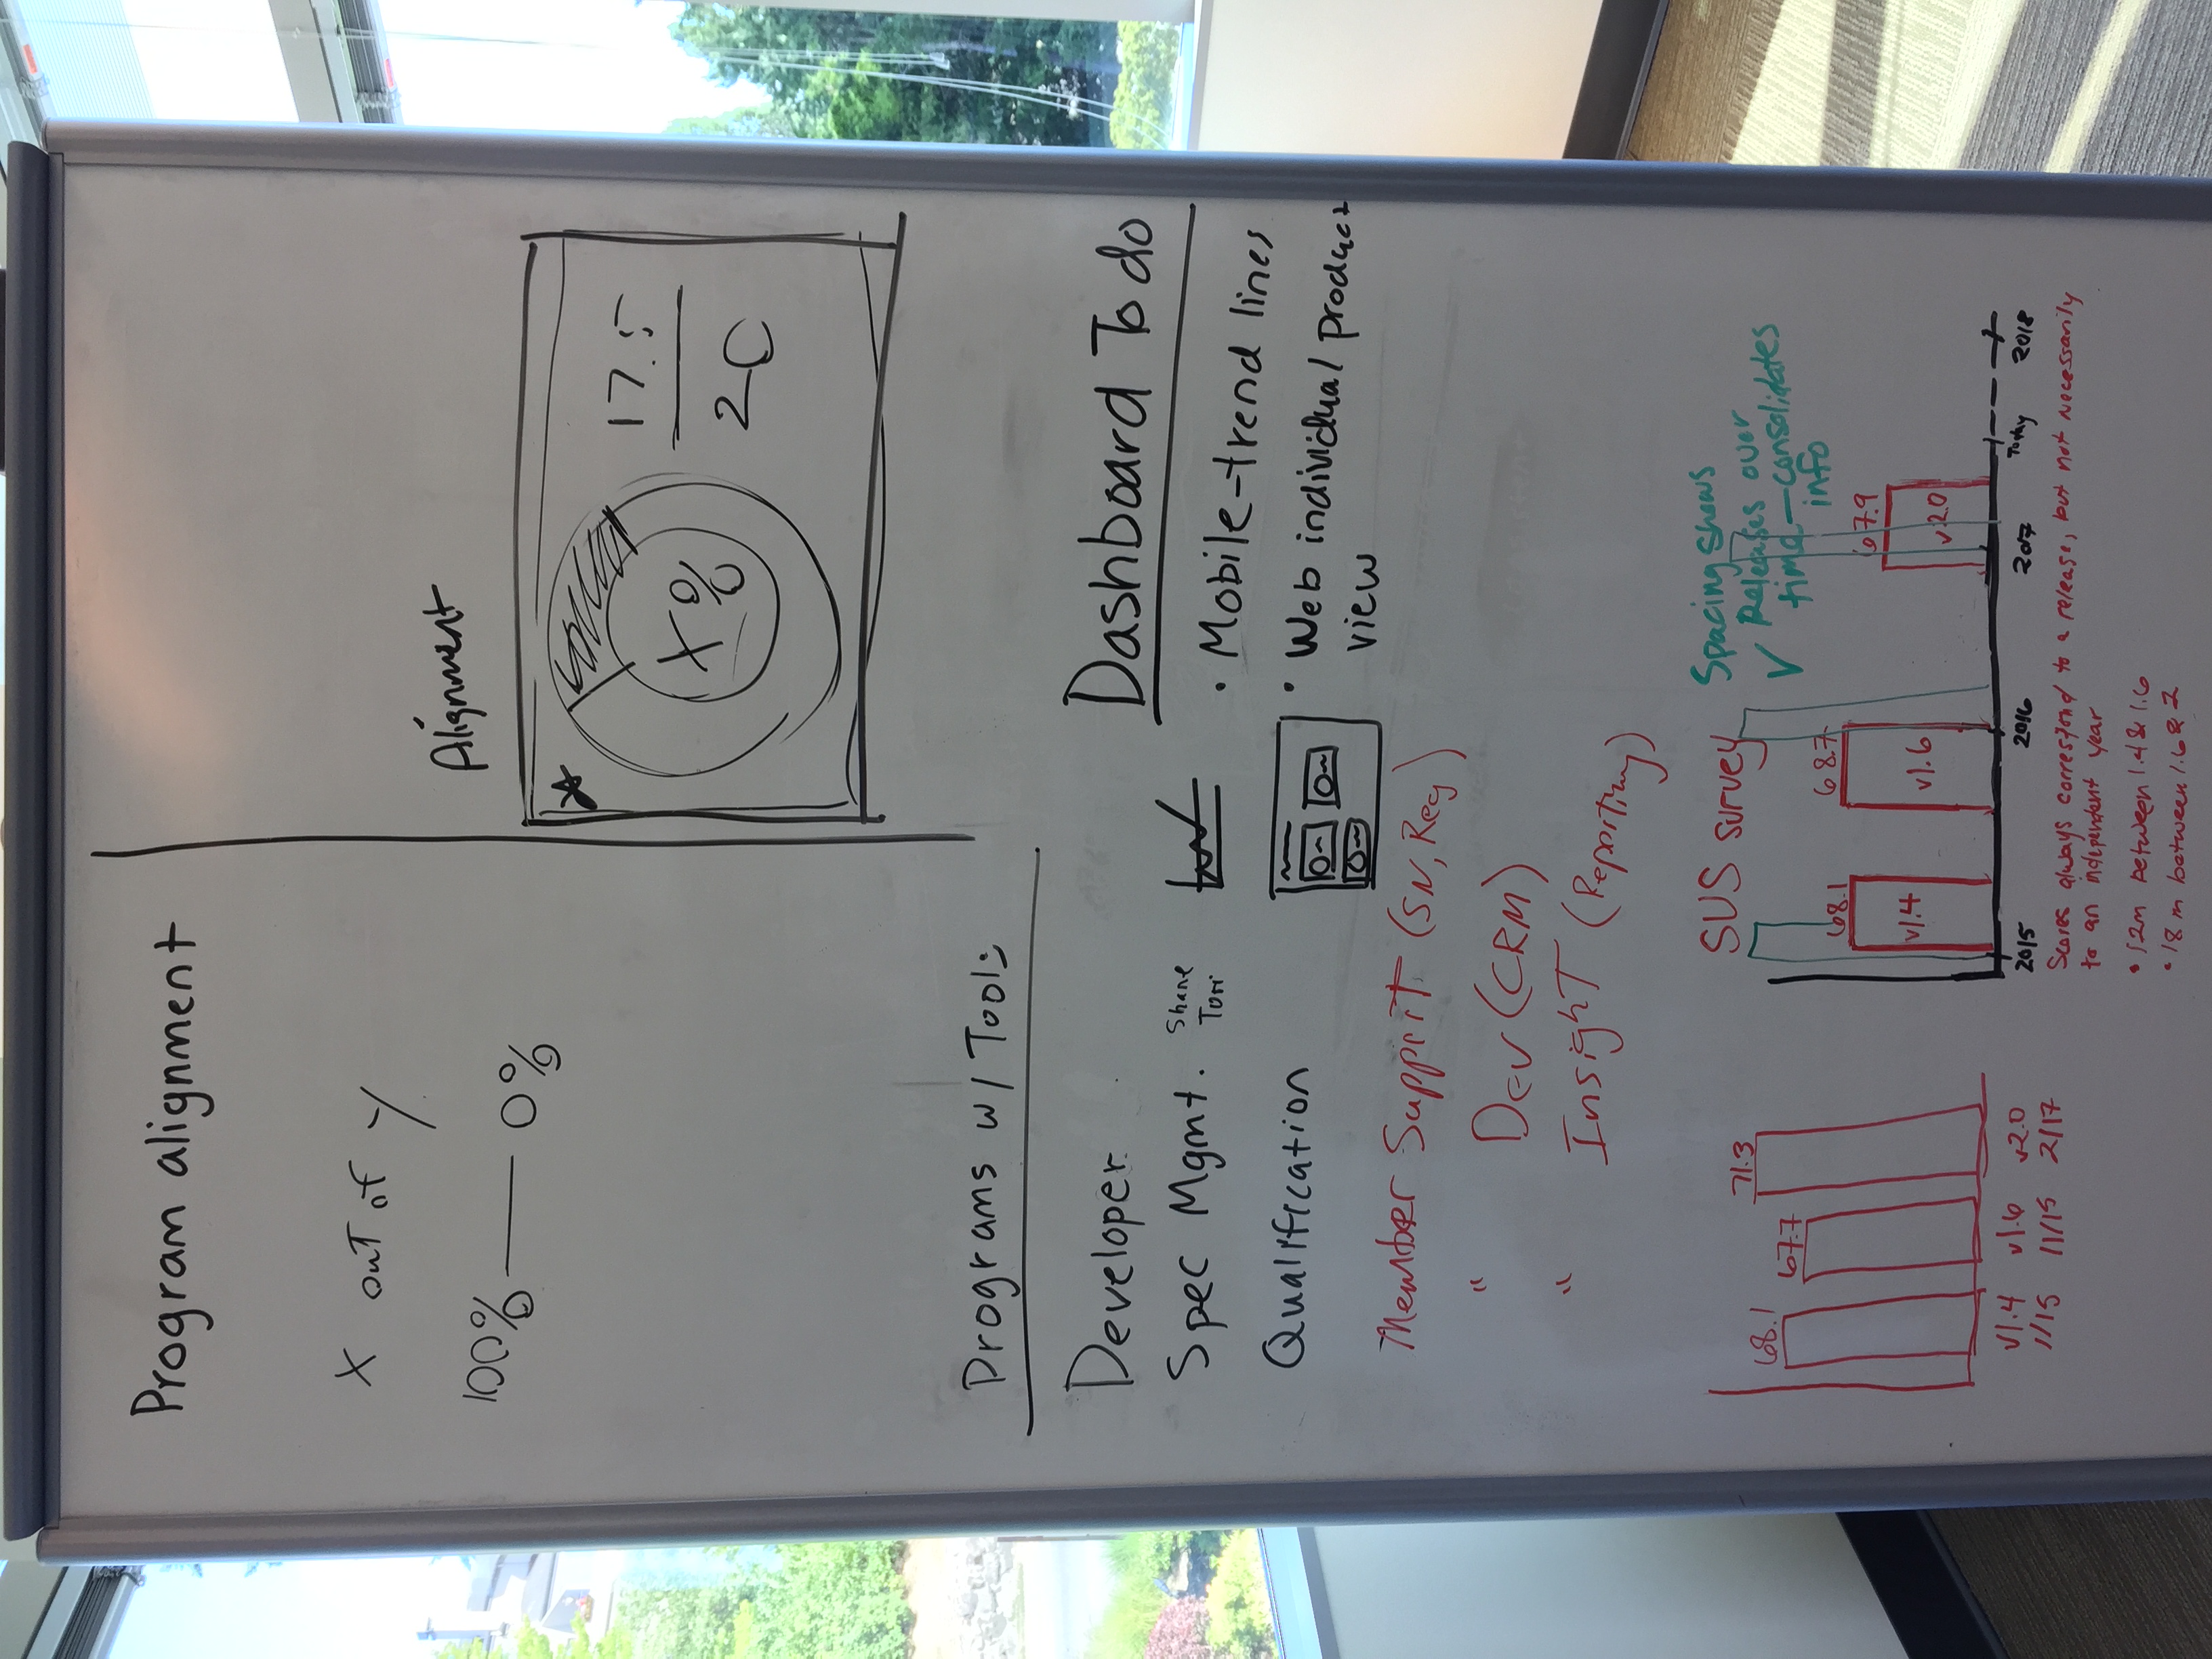 Program alignment
X out of Y
100% — 0%
Alignment
X%
17.5
20
Programs w/ Tools
Developer
Spec Mgmt. Shane
Tori
Qualification
Member Support (SN, Reg)
" Dev (CRM)
" Insight (Reporting)
Dashboard To do
• Mobile-trend lines
• Web individual product
view
68.1
67.7
71.3
v1.4 v1.6 v2.0
1/15 11/15 2/17
SUS survey
Spacing shows
✓ Releases over
time — consolidates
info
68.1
68.7
67.9
v1.4
v1.6
v2.0
2015 2016 2017 Today 2018
Scores always correspond to a release, but not necessarily
to an independent year
• 12m between 1.4 & 1.6
• 18 m between 1.6 & 2